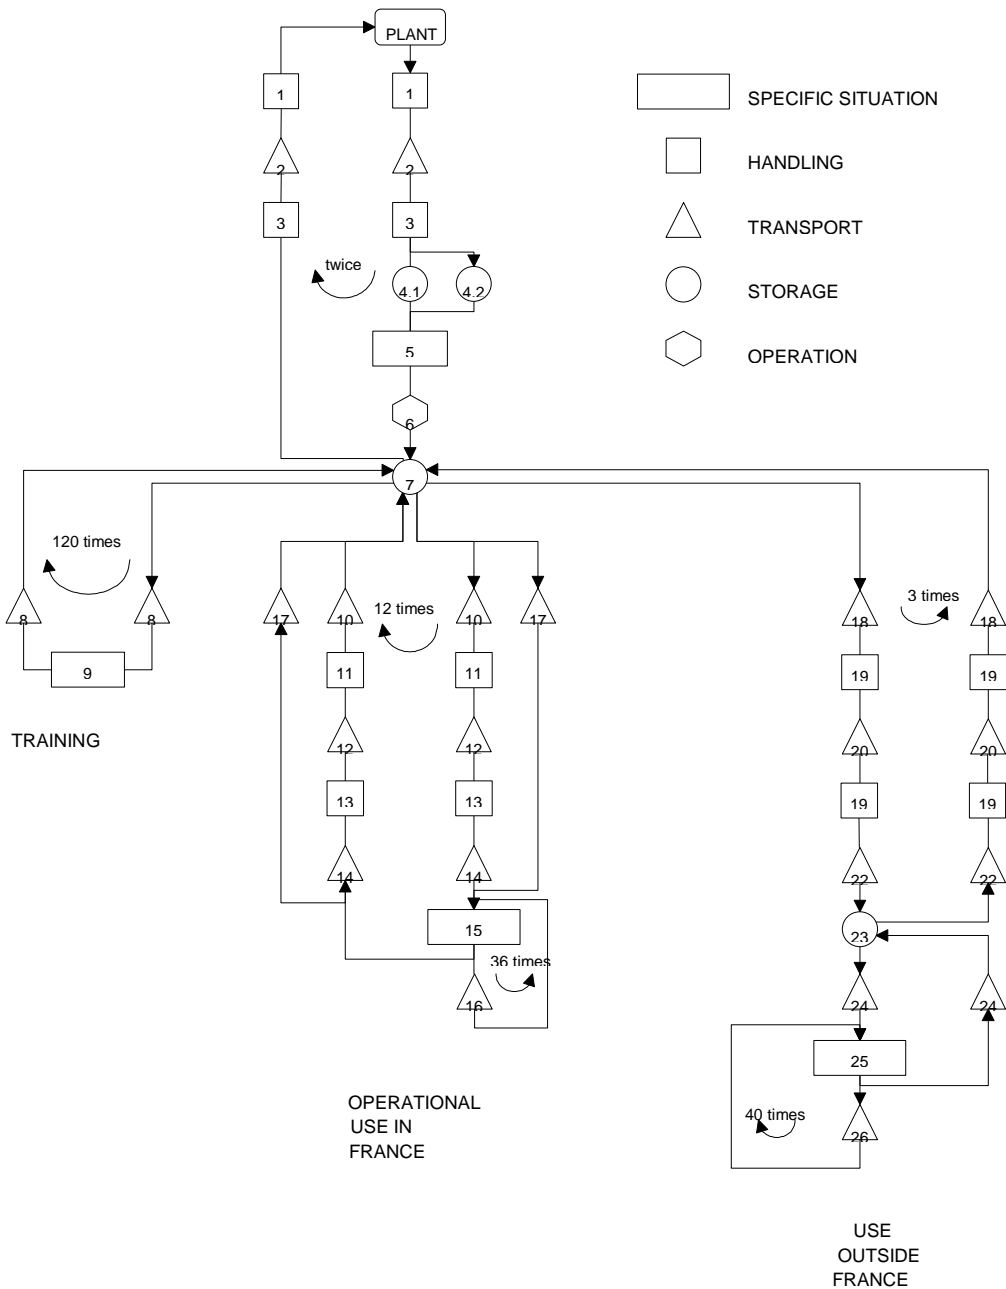 PLANT
1
1
SPECIFIC SITUATION
2
2
HANDLING
3
3
TRANSPORT
twice
4.1
4.2
STORAGE
5
OPERATION
6
7
120 times
12 times
3 times
8
8
17
10
10
17
18
18
9
11
11
19
19
TRAINING
12
12
20
20
13
13
19
19
14
14
22
22
15
23
36 times
16
24
24
25
OPERATIONAL
USE IN
FRANCE
40 times
26
USE
OUTSIDE
FRANCE